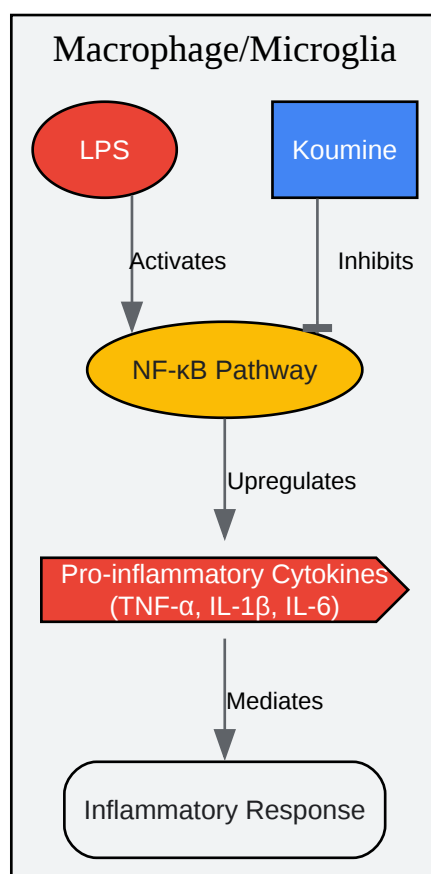 Macrophage/Microglia
LPS
Koumine
Activates
Inhibits
NF-κB Pathway
Upregulates
Pro-inflammatory Cytokines
(TNF-α, IL-1β, IL-6)
Mediates
Inflammatory Response